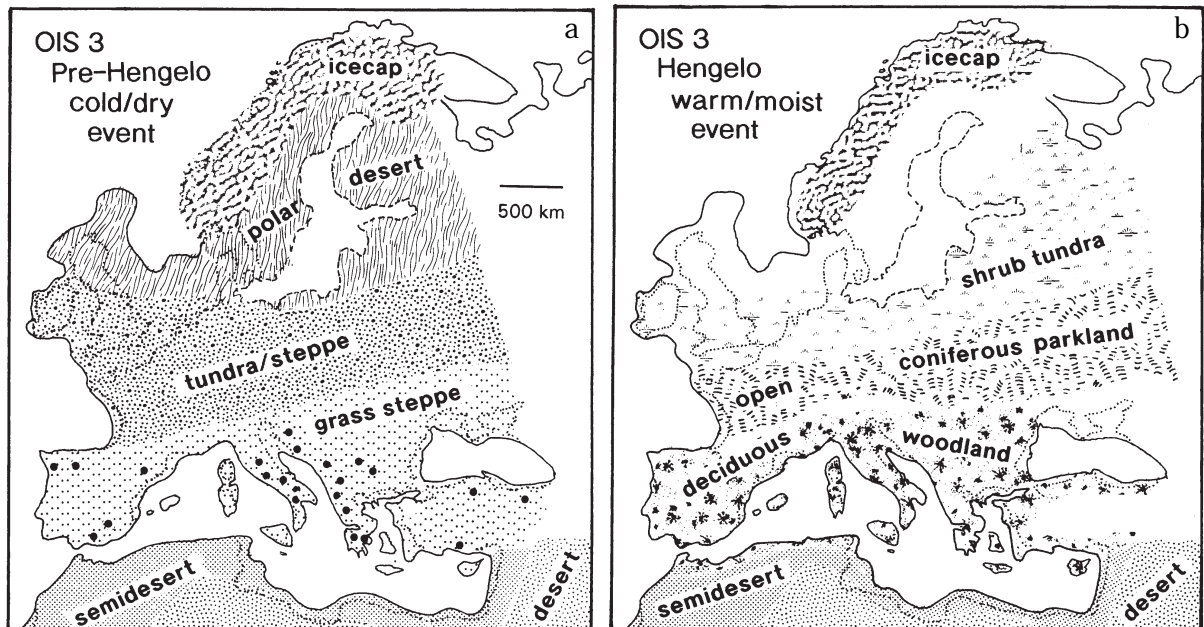 a
OIS 3
Pre-Hengelo
cold/dry
event
icecap
polar
desert
500 km
tundra/steppe
grass steppe
semidesert
desert
b
OIS 3
Hengelo
warm/moist
event
icecap
shrub tundra
open
coniferous parkland
deciduous
woodland
semidesert
desert